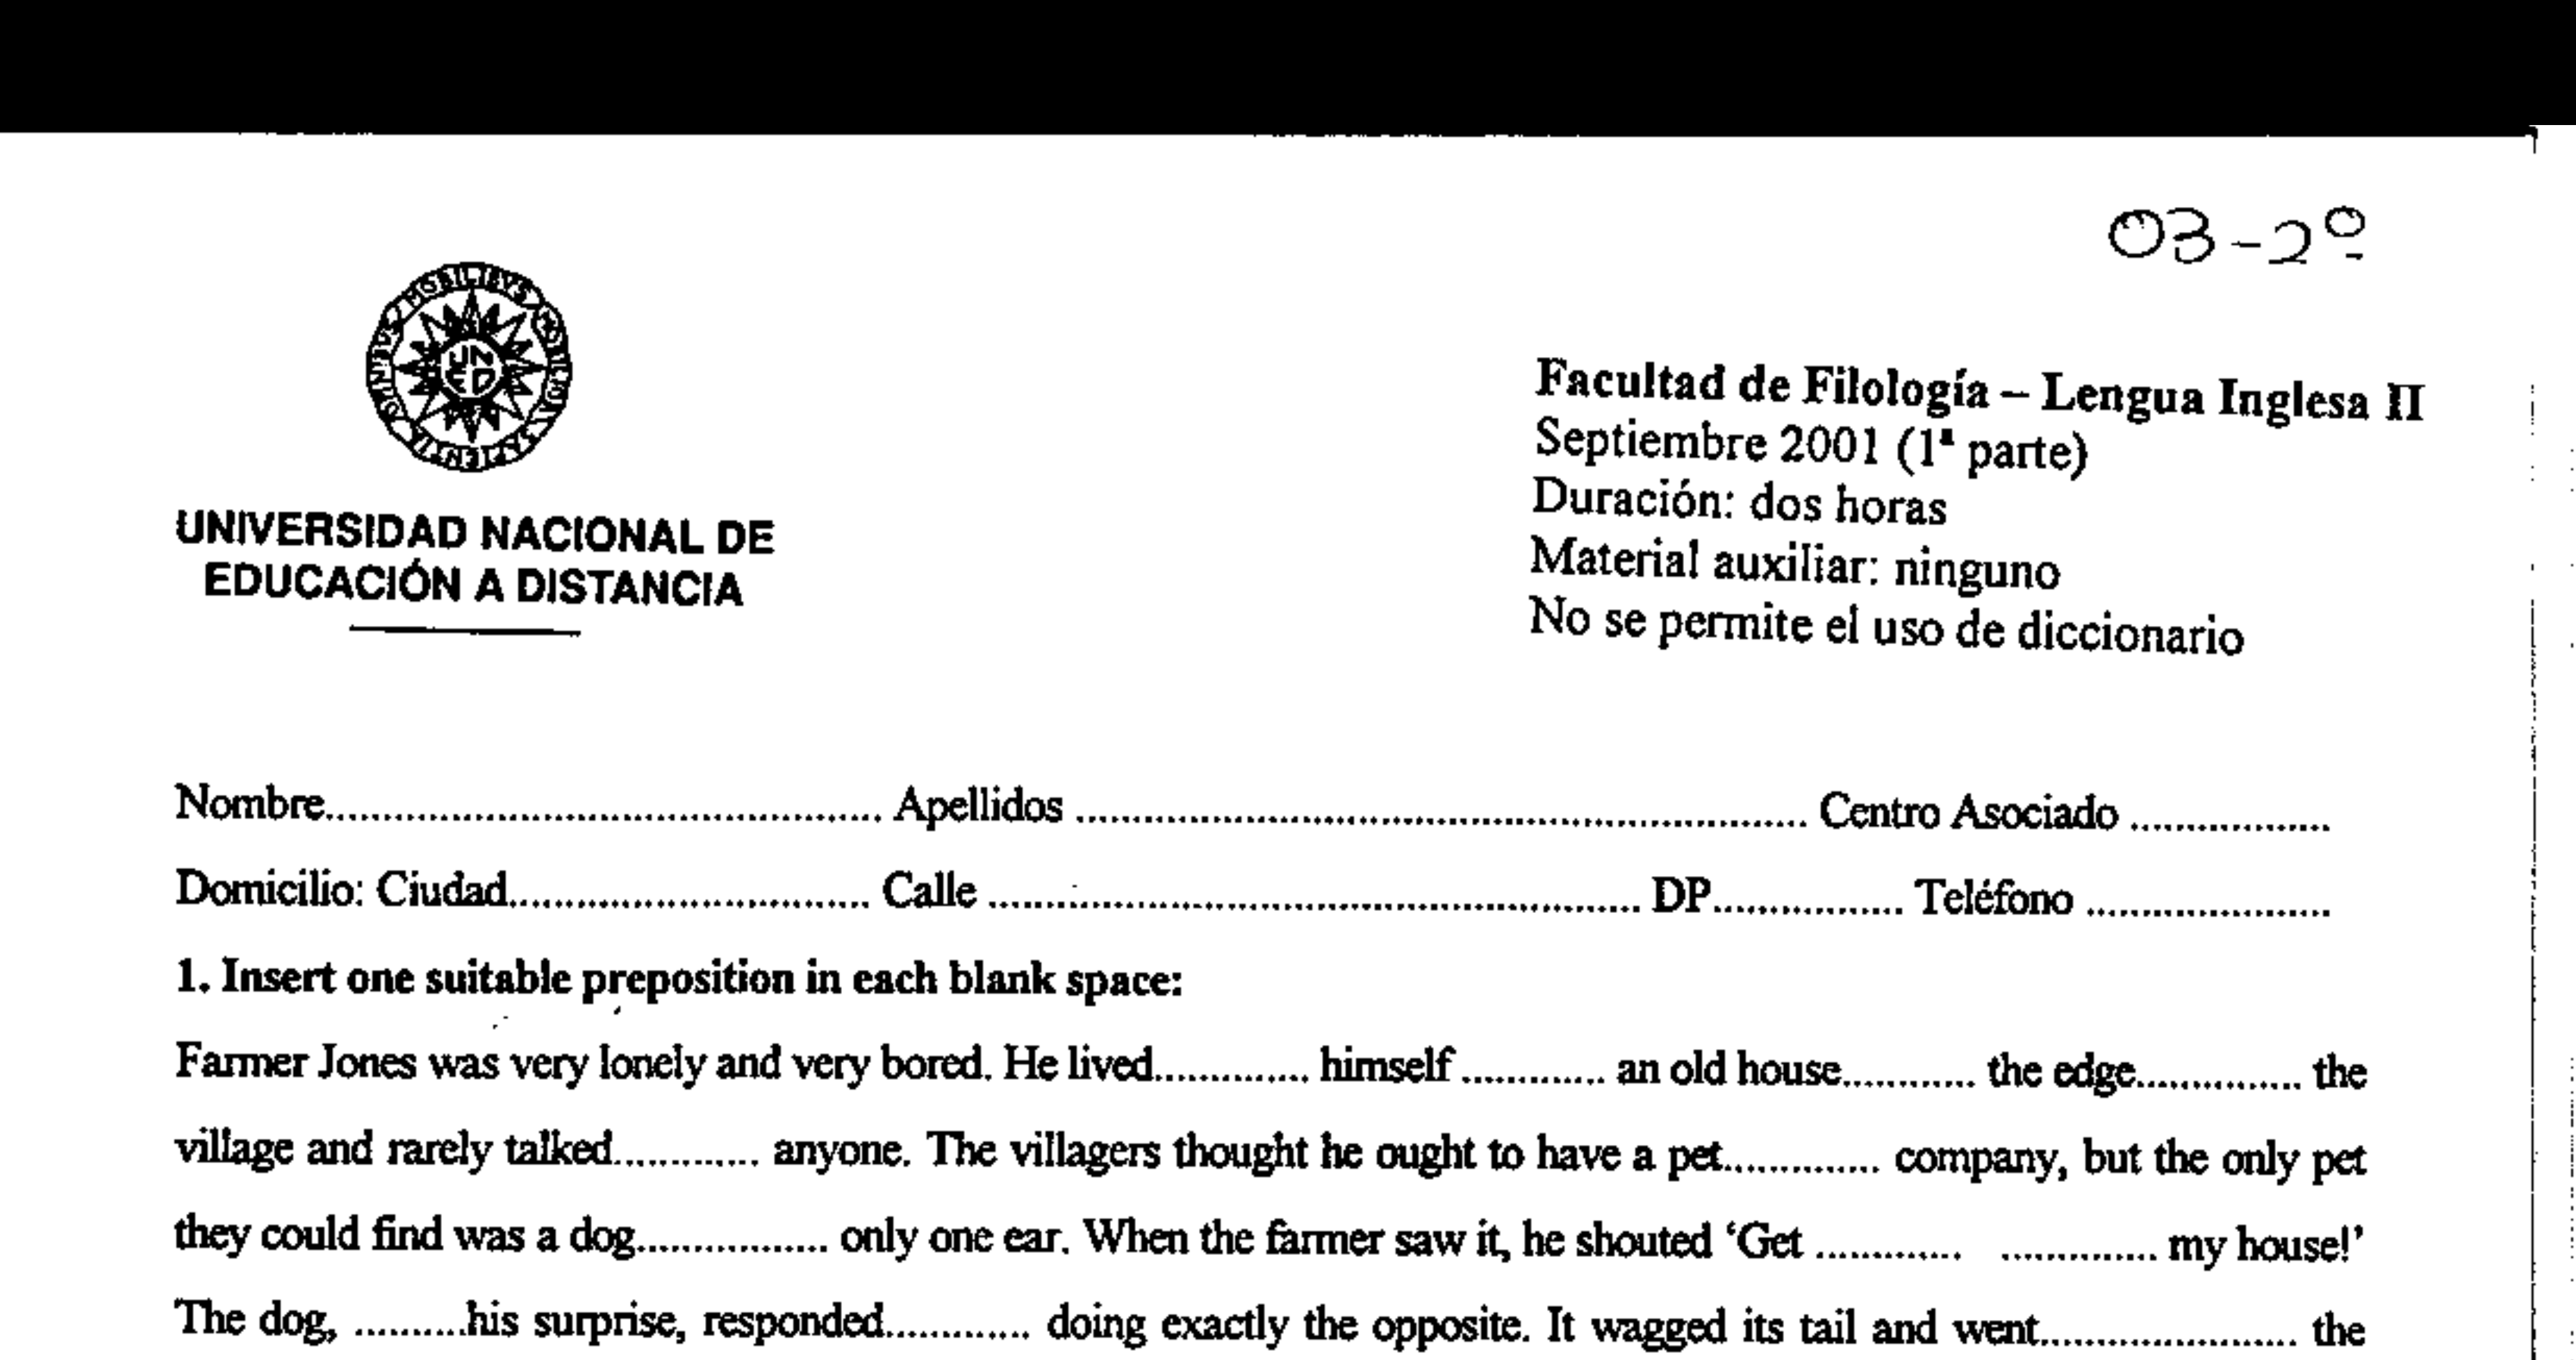 03-2º
UNED
Facultad de Filología – Lengua Inglesa II
Septiembre 2001 (1ª parte)
Duración: dos horas
Material auxiliar: ninguno
No se permite el uso de diccionario
UNIVERSIDAD NACIONAL DE
EDUCACIÓN A DISTANCIA
Nombre................................................ Apellidos ................................................................ Centro Asociado ..................
Domicilio: Ciudad................................ Calle .......................................................... DP................. Teléfono ......................
1. Insert one suitable preposition in each blank space:
Farmer Jones was very lonely and very bored. He lived.............. himself ............. an old house............ the edge............... the
village and rarely talked............. anyone. The villagers thought he ought to have a pet.............. company, but the only pet
they could find was a dog................. only one ear. When the farmer saw it, he shouted ‘Get ............. .............. my house!’
The dog, ..........his surprise, responded............. doing exactly the opposite. It wagged its tail and went....................... the